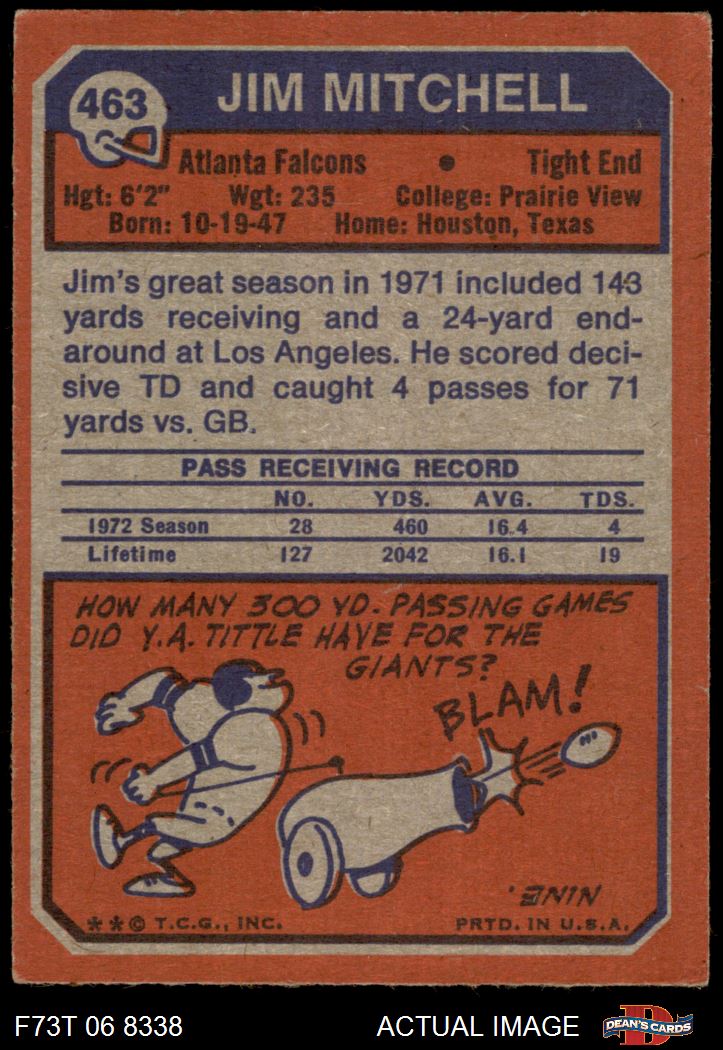 463
JIM MITCHELL
Atlanta Falcons • Tight End
Hgt: 6'2" Wgt: 235 College: Prairie View
Born: 10-19-47 Home: Houston, Texas
Jim's great season in 1971 included 143
yards receiving and a 24-yard end-
around at Los Angeles. He scored deci-
sive TD and caught 4 passes for 71
yards vs. GB.
PASS RECEIVING RECORD
NO. YDS. AVG. TDS.
1972 Season 28 460 16.4 4
Lifetime 127 2042 16.1 19
HOW MANY 300 YD. PASSING GAMES
DID Y.A. TITTLE HAVE FOR THE
GIANTS?
BLAM!
NINE.
**© T.C.G., INC. PRTD. IN U.S.A.
F73T 06 8338 ACTUAL IMAGE D DEAN'S CARDS